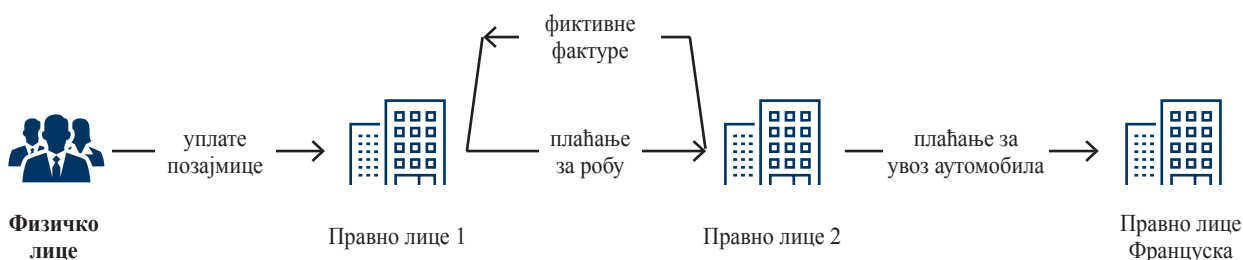 фиктивне
фактуре
уплате
позајмице
плаћање
за робу
плаћање за
увоз аутомобила
Физичко
лице
Правно лице 1
Правно лице 2
Правно лице
Француска